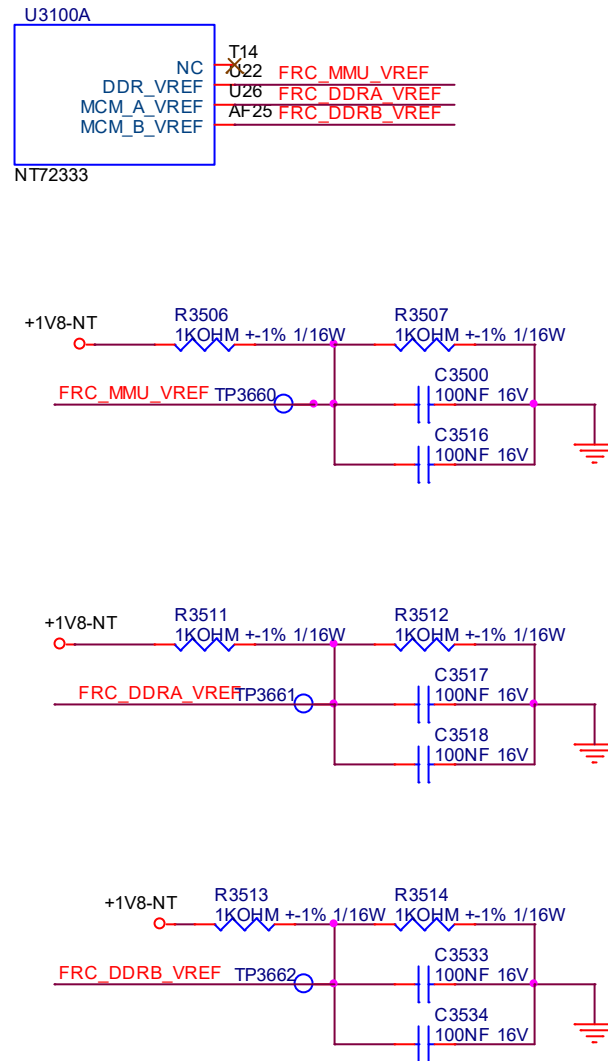 U3100A
T14
NC
U22 FRC_MMU_VREF
DDR_VREF
U26 FRC_DDRA_VREF
MCM_A_VREF
AF25 FRC_DDRB_VREF
MCM_B_VREF
NT72333
R3506 R3507
+1V8-NT
1KOHM +-1% 1/16W 1KOHM +-1% 1/16W
C3500
FRC_MMU_VREF TP3660
100NF 16V
C3516
100NF 16V
R3511 R3512
+1V8-NT
1KOHM +-1% 1/16W 1KOHM +-1% 1/16W
C3517
FRC_DDRA_VREF TP3661
100NF 16V
C3518
100NF 16V
R3513 R3514
+1V8-NT
1KOHM +-1% 1/16W 1KOHM +-1% 1/16W
C3533
FRC_DDRB_VREF TP3662
100NF 16V
C3534
100NF 16V